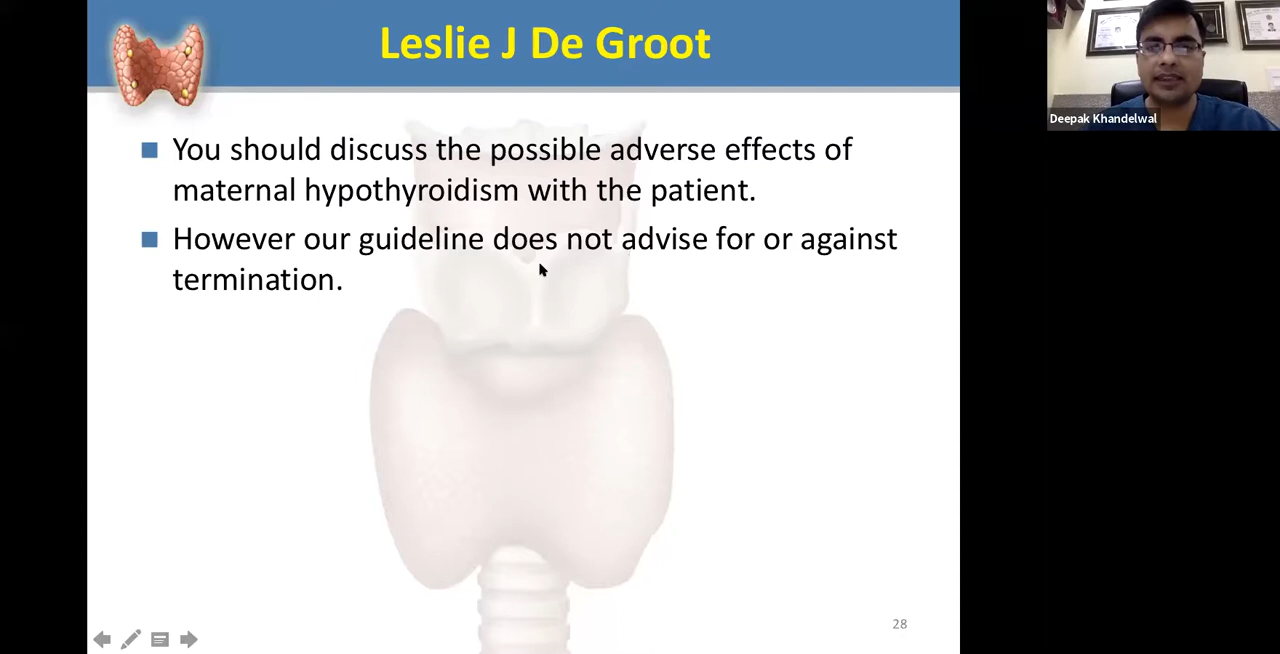 Leslie J De Groot
Deepak Khandelwal
You should discuss the possible adverse effects of
maternal hypothyroidism with the patient.
However our guideline does not advise for or against
termination.
28